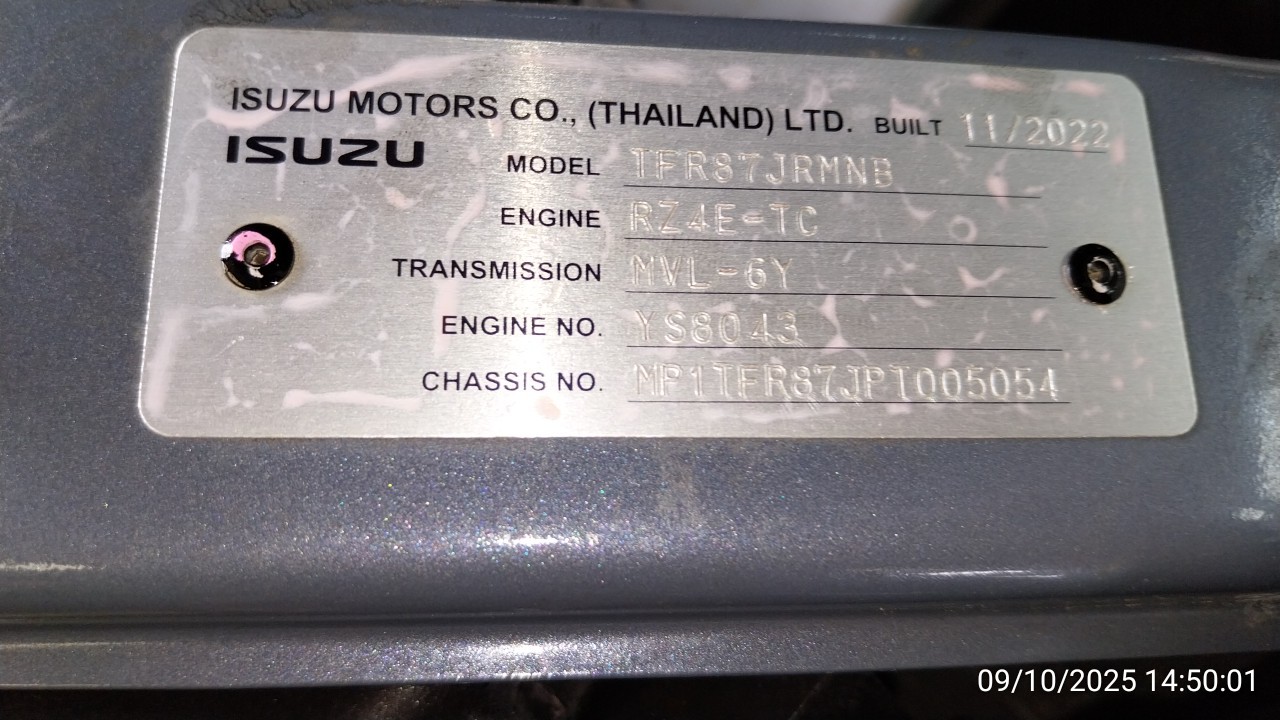 ISUZU MOTORS CO., (THAILAND) LTD. BUILT 11/2022
ISUZU
MODEL TFR87JRMNB
ENGINE RZ4E-TC
TRANSMISSION MVL-6Y
ENGINE NO. YS8043
CHASSIS NO. MP1TFR87JPT005054
09/10/2025 14:50:01